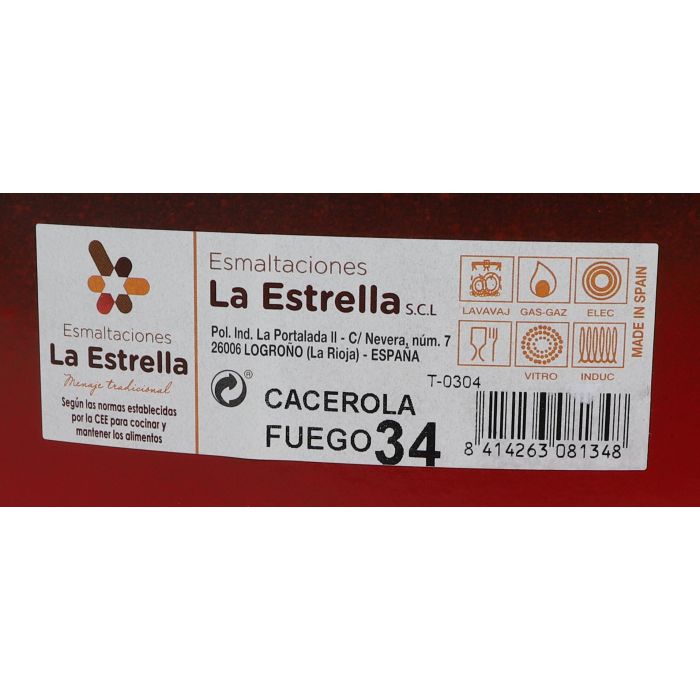 Esmaltaciones
La Estrella
Menaje tradicional
Según las normas establecidas
por la CEE para cocinar y
mantener los alimentos
Esmaltaciones
La Estrella S.C.L
Pol. Ind. La Portalada II - C/ Nevera, núm. 7
26006 LOGROÑO (La Rioja) - ESPAÑA
®
CACEROLA
FUEGO 34
LAVAVAJ GAS-GAZ ELEC
VITRO INDUC
MADE IN SPAIN
T-0304
8 414263 081348